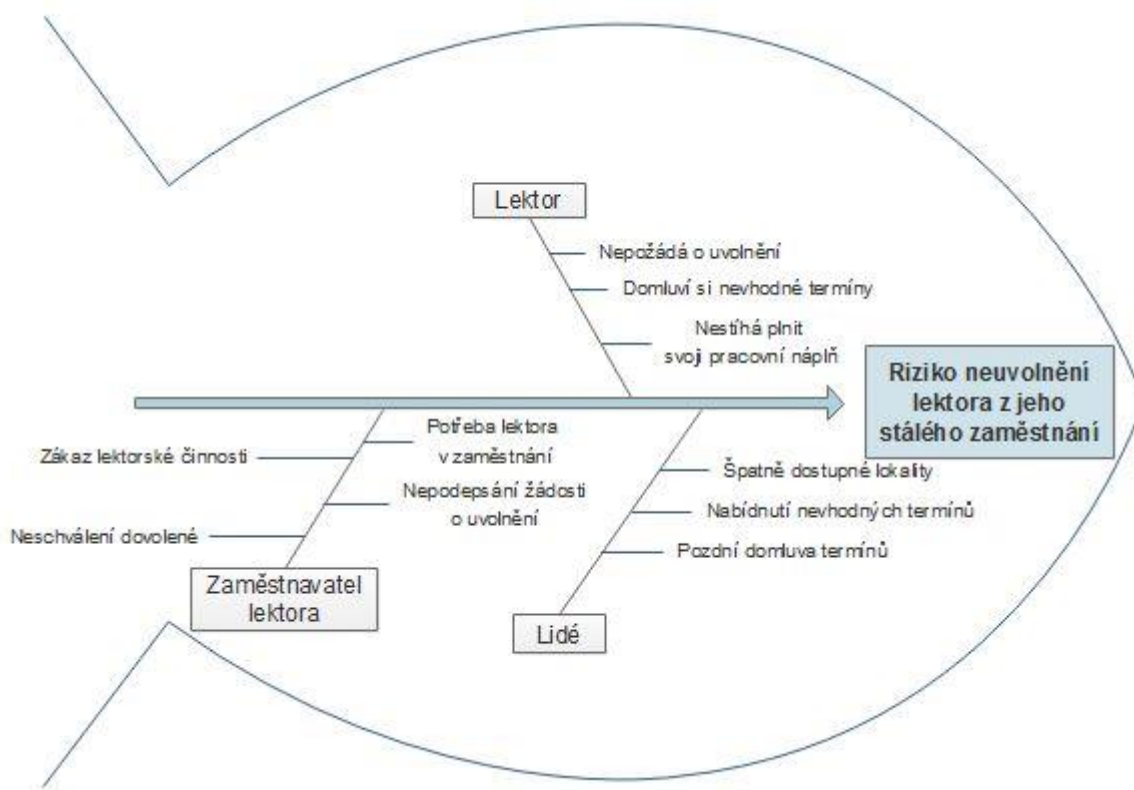 Lektor
Nepožádá o uvolnění
Domluví si nevhodné termíny
Nestíhá plnit
svoji pracovní náplň
Riziko neuvolnění
lektora z jeho
stálého zaměstnání
Potřeba lektora
v zaměstnání
Zákaz lektorské činnosti
Nepodepsání žádosti
o uvolnění
Neschválení dovolené
Zaměstnavatel
lektora
Špatně dostupné lokality
Nabídnutí nevhodných termínů
Pozdní domluva termínů
Lidé